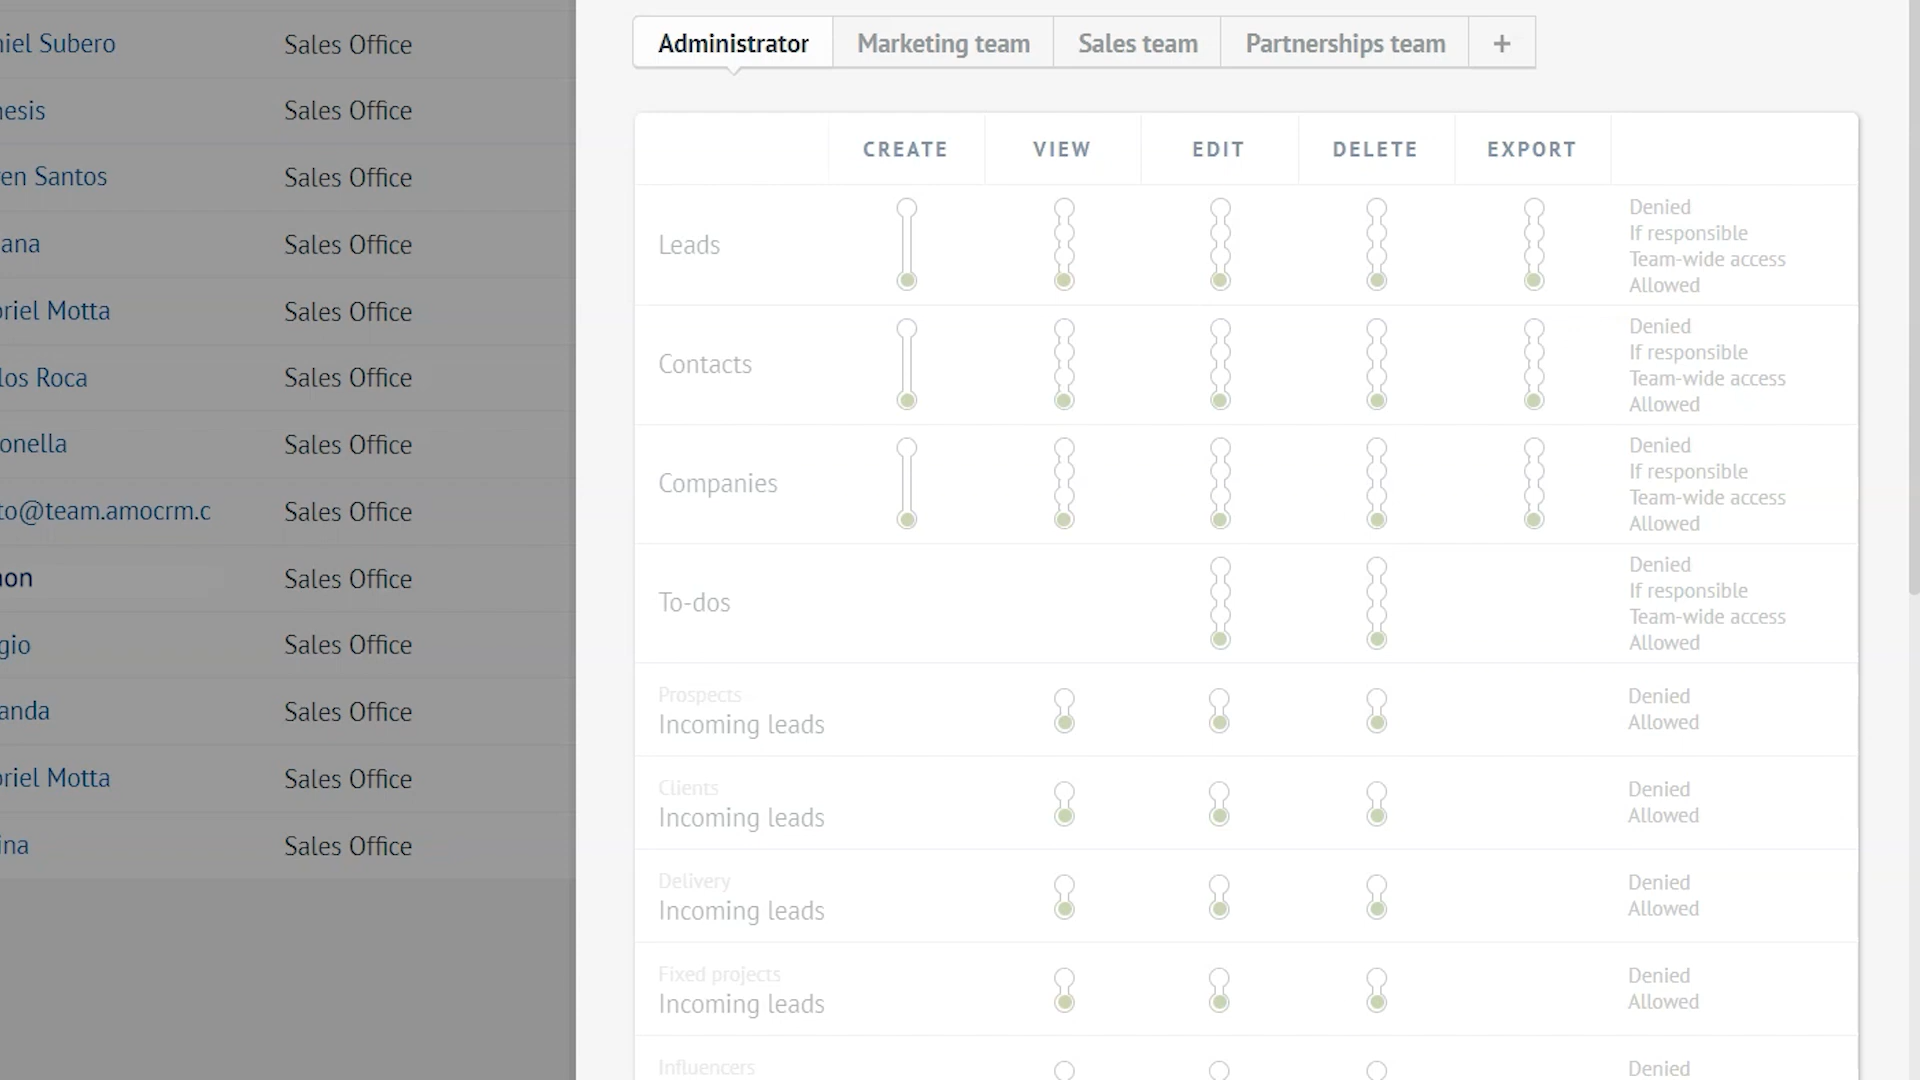 Administrator Marketing team Sales team Partnerships team +
CREATE VIEW EDIT DELETE EXPORT
Leads
Denied
If responsible
Team-wide access
Allowed
Contacts
Denied
If responsible
Team-wide access
Allowed
Companies
Denied
If responsible
Team-wide access
Allowed
To-dos
Denied
If responsible
Team-wide access
Allowed
Prospects
Incoming leads
Denied
Allowed
Clients
Incoming leads
Denied
Allowed
Delivery
Incoming leads
Denied
Allowed
Fixed projects
Incoming leads
Denied
Allowed
Influencers
Denied
niel Subero Sales Office
nesis Sales Office
en Santos Sales Office
ana Sales Office
riel Motta Sales Office
los Roca Sales Office
onella Sales Office
to@team.amocrm.c Sales Office
on Sales Office
gio Sales Office
anda Sales Office
riel Motta Sales Office
ina Sales Office